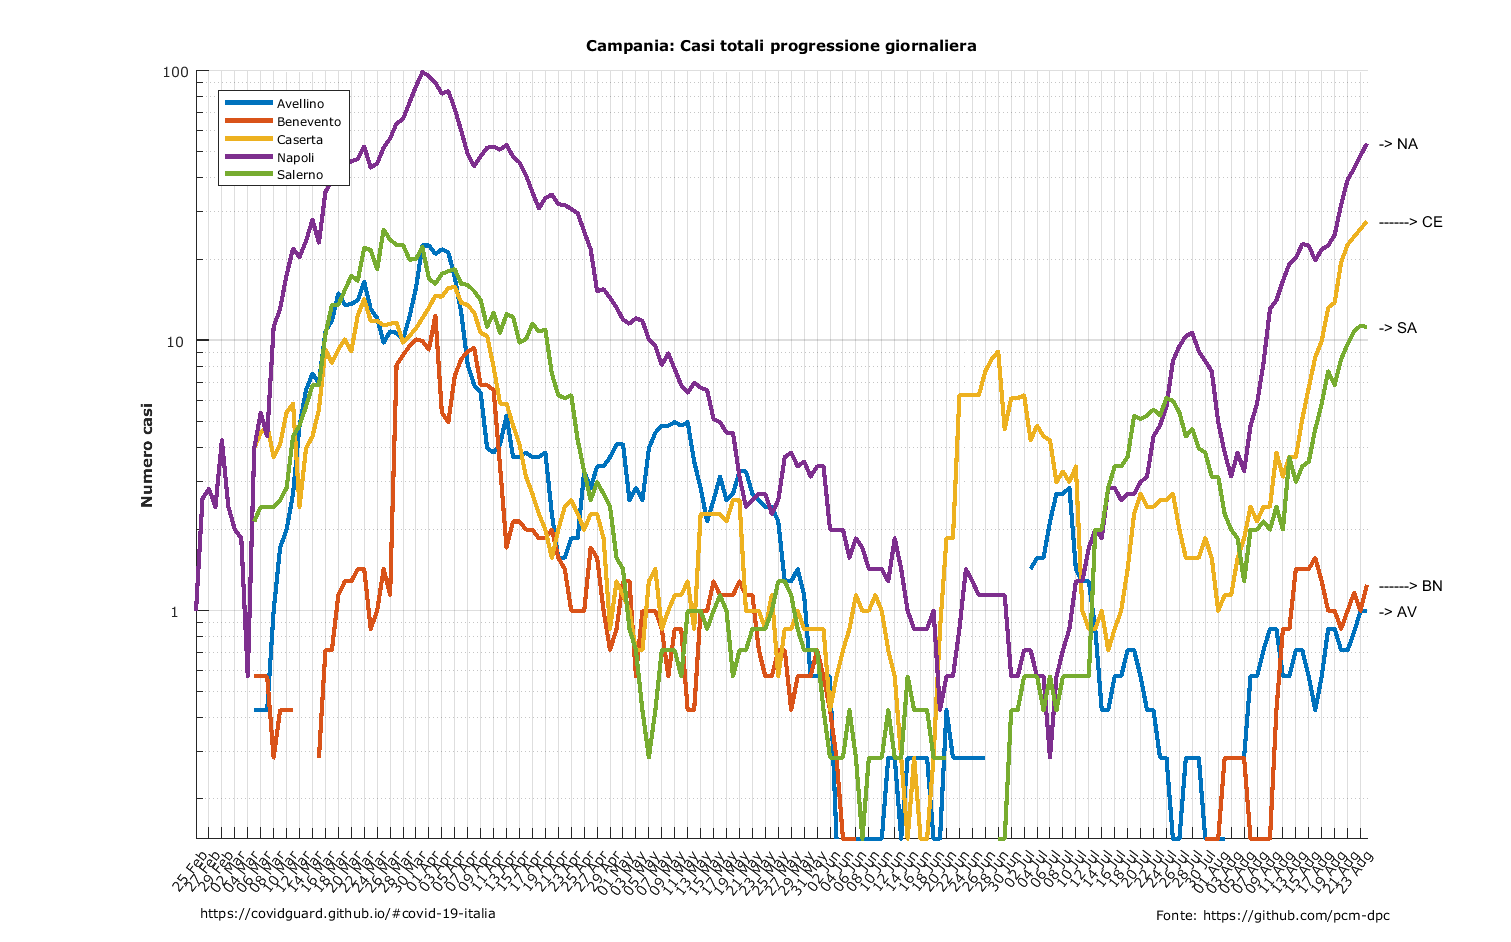 Campania: Casi totali progressione giornaliera
100
10
1
Numero casi
Avellino
Benevento
Caserta
Napoli
Salerno
-> NA
------> CE
-> SA
------> BN
-> AV
25 Feb
27 Feb
29 Feb
02 Mar
04 Mar
06 Mar
08 Mar
10 Mar
12 Mar
14 Mar
16 Mar
18 Mar
20 Mar
22 Mar
24 Mar
26 Mar
28 Mar
30 Mar
01 Apr
03 Apr
05 Apr
07 Apr
09 Apr
11 Apr
13 Apr
15 Apr
17 Apr
19 Apr
21 Apr
23 Apr
25 Apr
27 Apr
29 Apr
01 May
03 May
05 May
07 May
09 May
11 May
13 May
15 May
17 May
19 May
21 May
23 May
25 May
27 May
29 May
31 May
02 Jun
04 Jun
06 Jun
08 Jun
10 Jun
12 Jun
14 Jun
16 Jun
18 Jun
20 Jun
22 Jun
24 Jun
26 Jun
28 Jun
30 Jun
02 Jul
04 Jul
06 Jul
08 Jul
10 Jul
12 Jul
14 Jul
16 Jul
18 Jul
20 Jul
22 Jul
24 Jul
26 Jul
28 Jul
30 Jul
01 Aug
03 Aug
05 Aug
07 Aug
09 Aug
11 Aug
13 Aug
15 Aug
17 Aug
19 Aug
21 Aug
23 Aug
https://covidguard.github.io/#covid-19-italia
Fonte: https://github.com/pcm-dpc